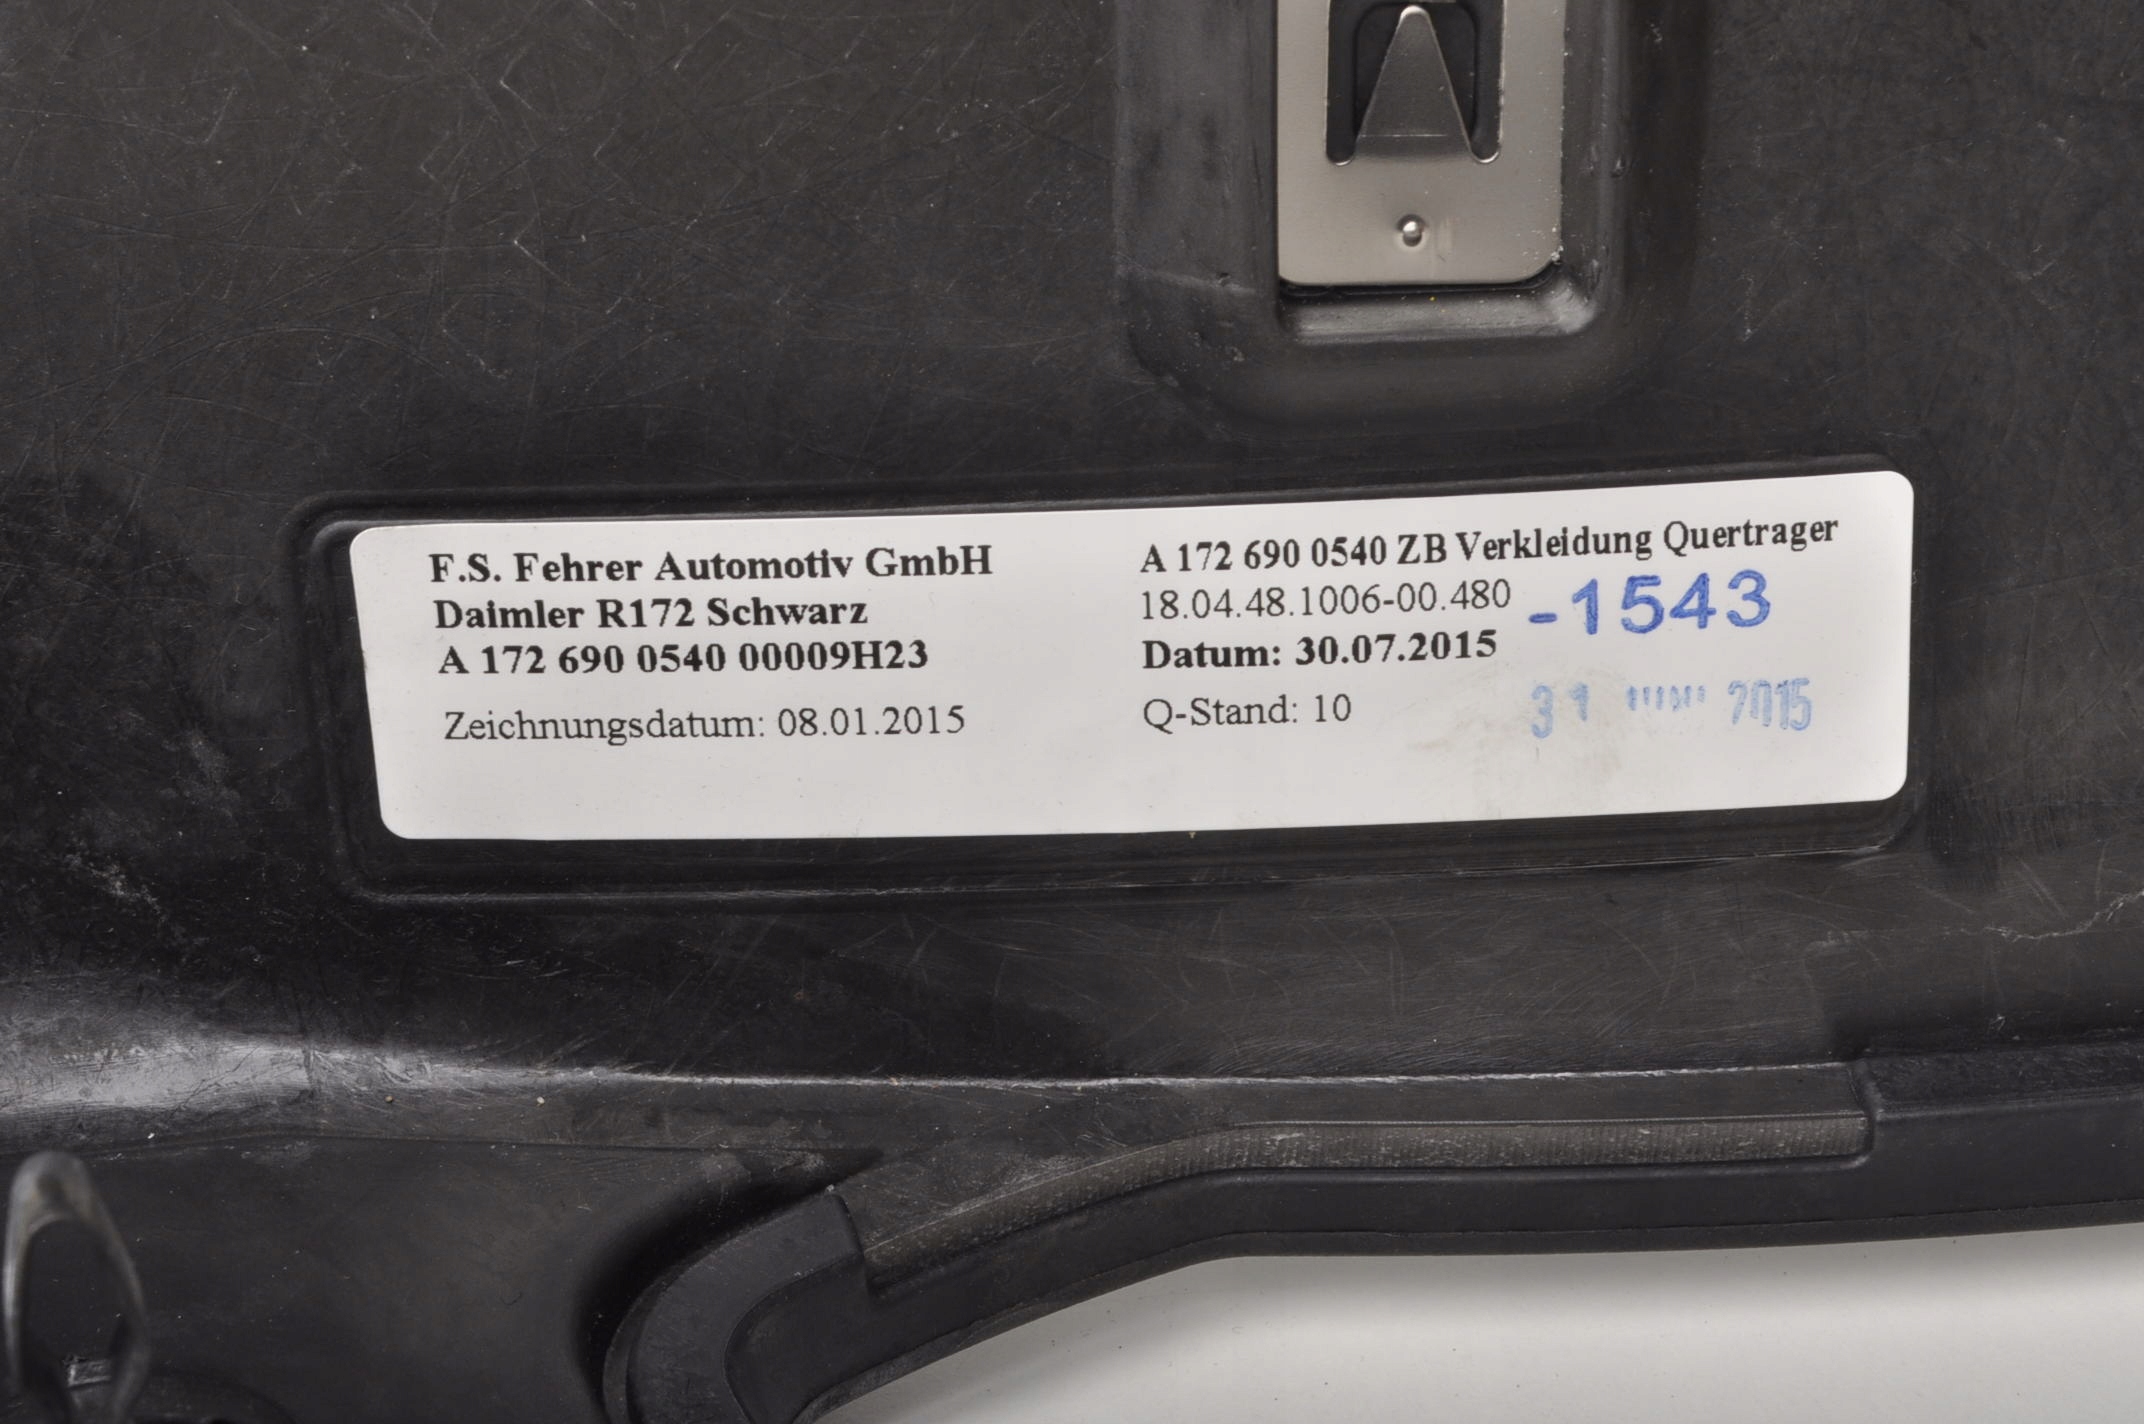 F.S. Fehrer Automotiv GmbH
Daimler R172 Schwarz
A 172 690 0540 00009H23
Zeichnungsdatum: 08.01.2015
A 172 690 0540 ZB Verkleidung Quertrager
18.04.48.1006-00.480
-1543
Datum: 30.07.2015
Q-Stand: 10
31 2015